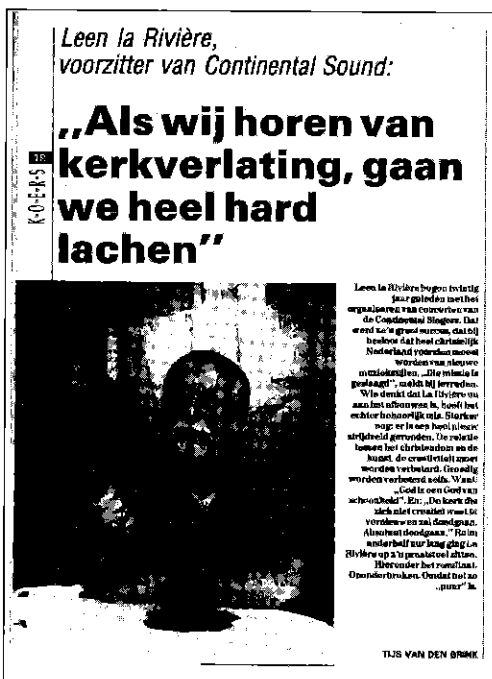 Leen la Rivière,
voorzitter van Continental Sound:
„Als wij horen van
kerkverlating, gaan
we heel hard
lachen”
18
K·O·E·R·S
Leen la Rivière begon twintig
jaar geleden met het
organiseren van concerten van
de Continental Singers. Dat
werd zo'n groot succes, dat hij
besloot dat heel christelijk
Nederland voorzien moest
worden van nieuwe
muziekstijlen. „Die missie is
geslaagd”, meldt hij tevreden.
Wie denkt dat La Rivière nu
aan het afbouwen is, heeft het
echter behoorlijk mis. Sterker
nog: er is een heel nieuw
strijdveld gevonden. De relatie
tussen het christendom en de
kunst, de creativiteit moet
worden verbeterd. Grondig
worden verbeterd zelfs. Want:
„God is een God van
schoonheid”. En: „De kerk die
zich niet creatief weet te
vernieuwen zal doodgaan.
Absoluut doodgaan.” Ruim
anderhalf uur lang ging La
Rivière op z'n praatstoel zitten.
Hieronder het resultaat.
Ononderbroken. Omdat het zo
„puur” is.
TIJS VAN DEN BRINK